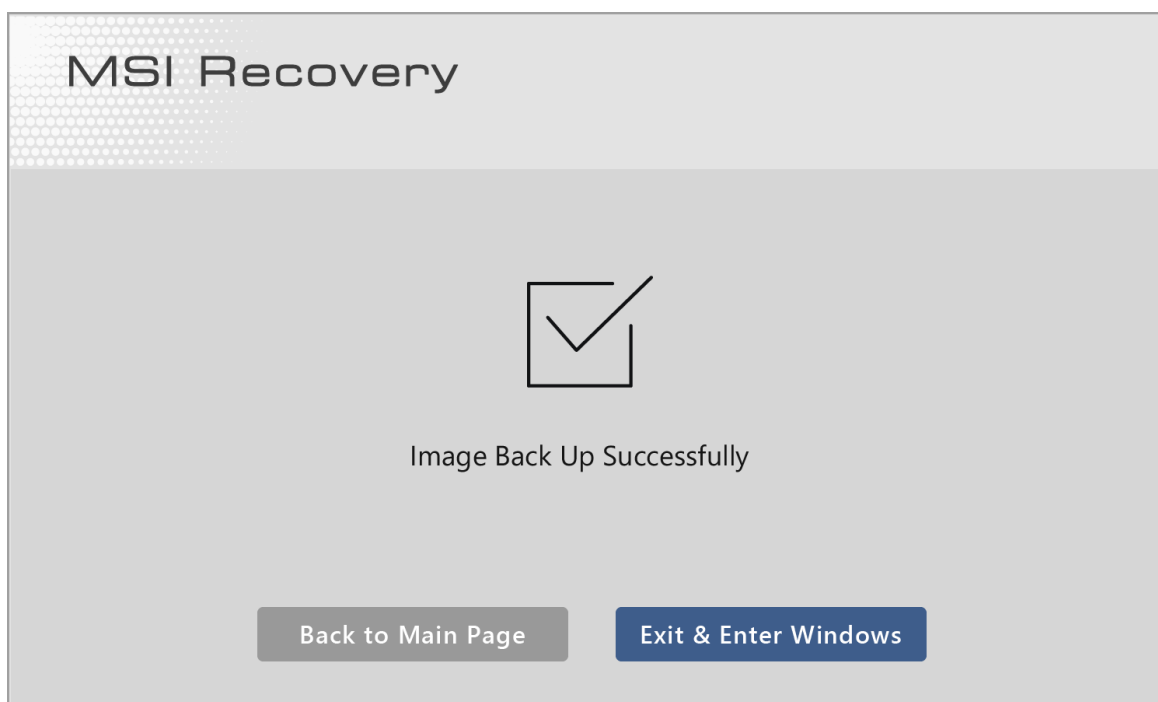 MSI Recovery
Image Back Up Successfully
Back to Main Page
Exit & Enter Windows